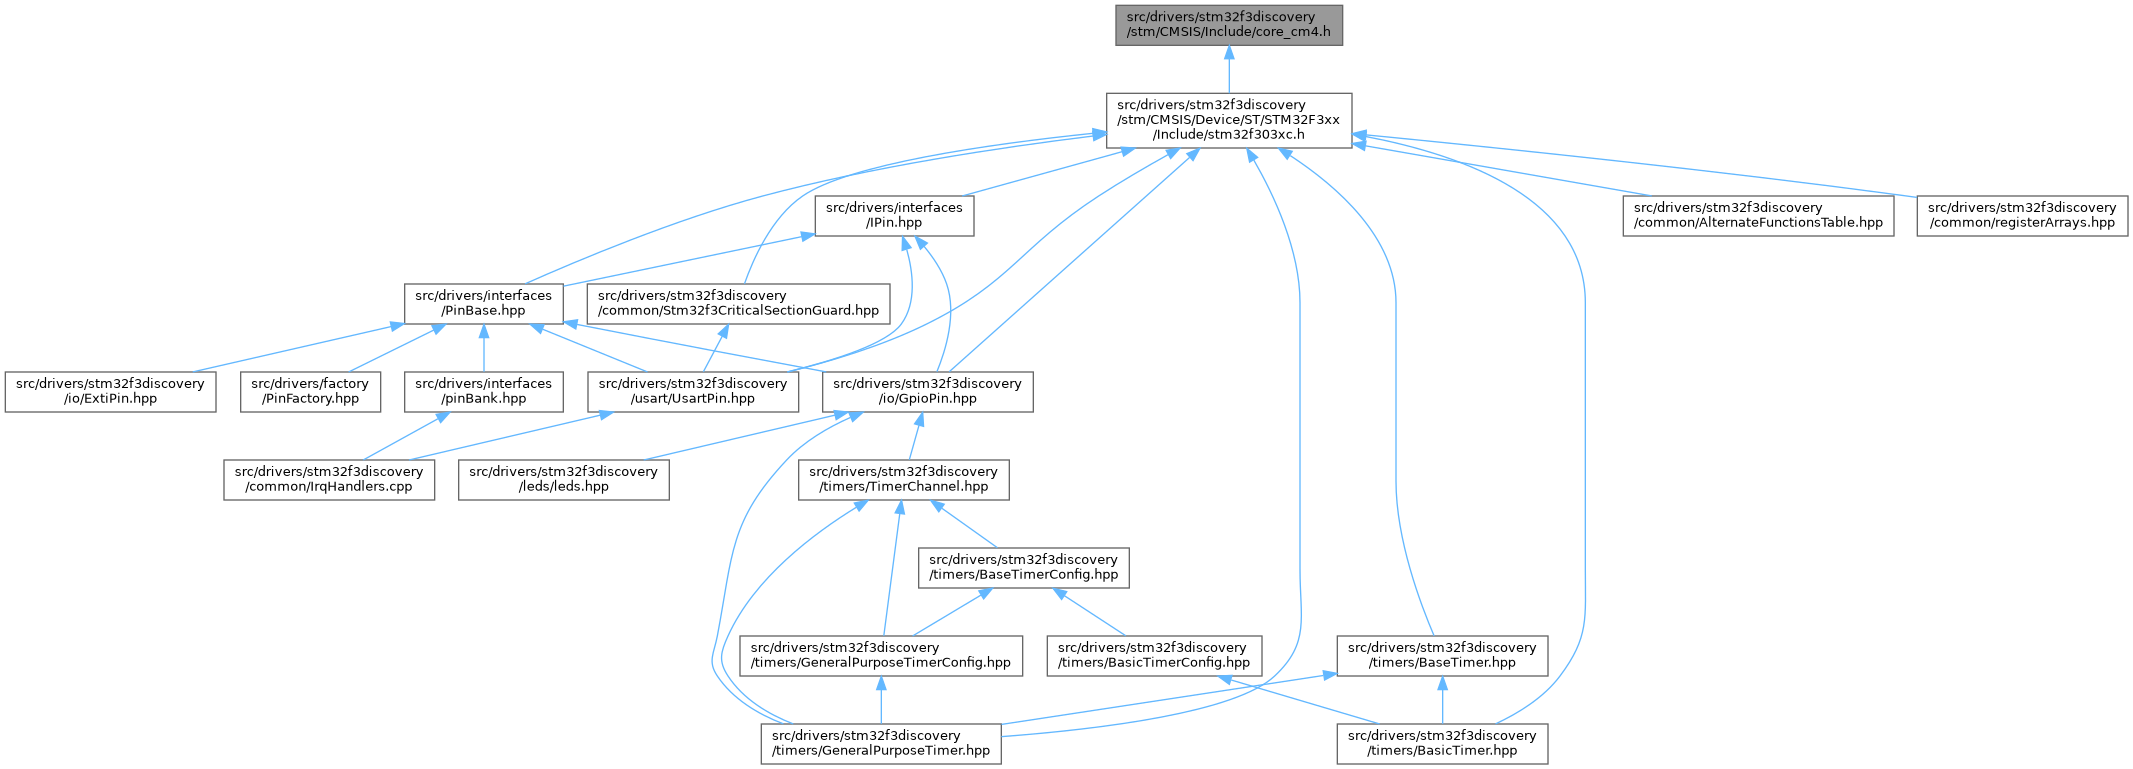 src/drivers/stm32f3discovery
/stm/CMSIS/Include/core_cm4.h
src/drivers/stm32f3discovery
/stm/CMSIS/Device/ST/STM32F3xx
/Include/stm32f303xc.h
src/drivers/interfaces
/IPin.hpp
src/drivers/stm32f3discovery
/common/AlternateFunctionsTable.hpp
src/drivers/stm32f3discovery
/common/registerArrays.hpp
src/drivers/interfaces
/PinBase.hpp
src/drivers/stm32f3discovery
/common/Stm32f3CriticalSectionGuard.hpp
src/drivers/stm32f3discovery
/io/ExtiPin.hpp
src/drivers/factory
/PinFactory.hpp
src/drivers/interfaces
/pinBank.hpp
src/drivers/stm32f3discovery
/usart/UsartPin.hpp
src/drivers/stm32f3discovery
/io/GpioPin.hpp
src/drivers/stm32f3discovery
/common/IrqHandlers.cpp
src/drivers/stm32f3discovery
/leds/leds.hpp
src/drivers/stm32f3discovery
/timers/TimerChannel.hpp
src/drivers/stm32f3discovery
/timers/BaseTimerConfig.hpp
src/drivers/stm32f3discovery
/timers/GeneralPurposeTimerConfig.hpp
src/drivers/stm32f3discovery
/timers/BasicTimerConfig.hpp
src/drivers/stm32f3discovery
/timers/BaseTimer.hpp
src/drivers/stm32f3discovery
/timers/GeneralPurposeTimer.hpp
src/drivers/stm32f3discovery
/timers/BasicTimer.hpp